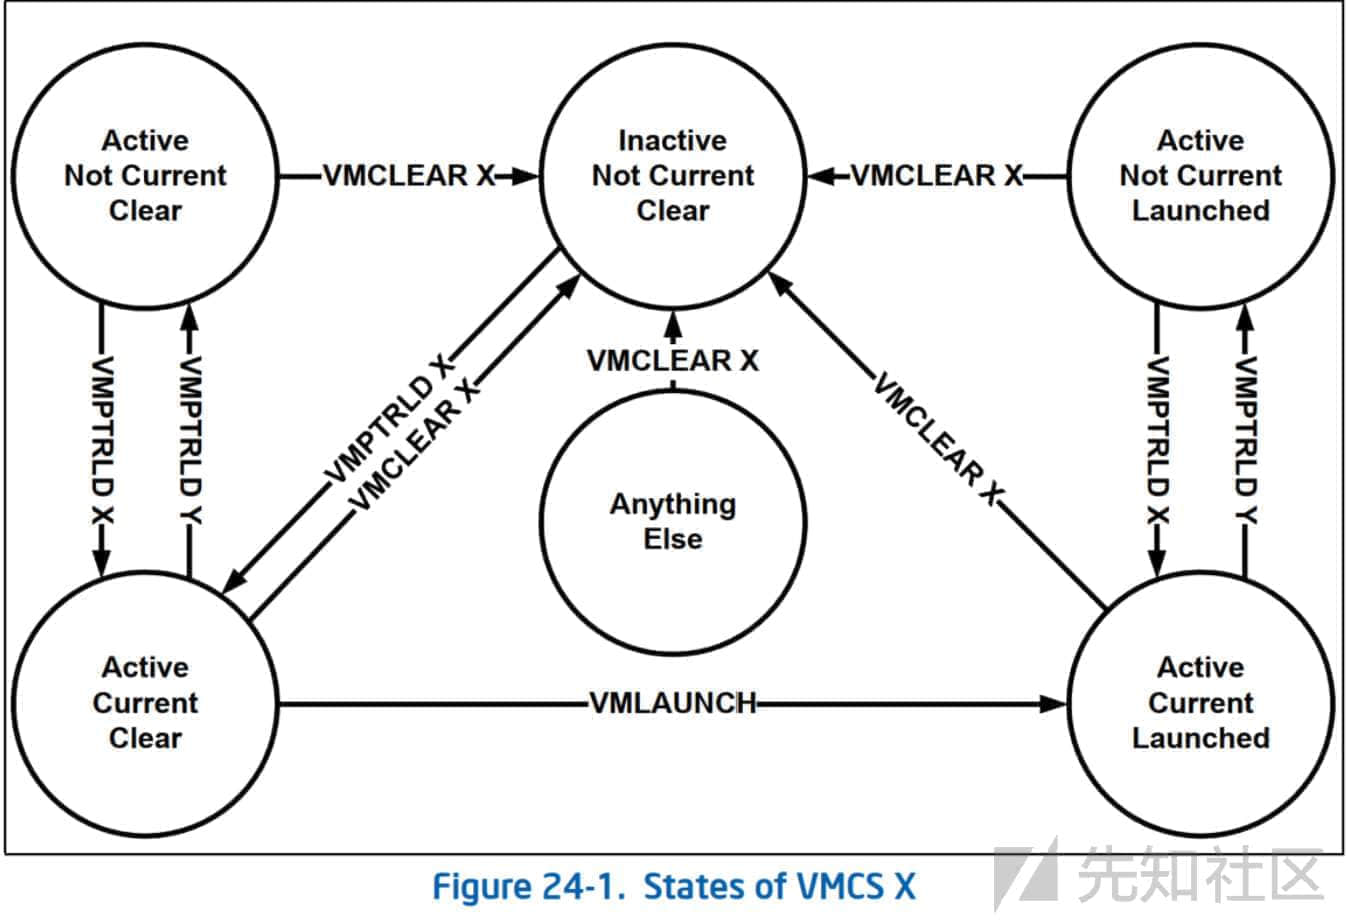 Active
Not Current
Clear
VMCLEAR X
Inactive
Not Current
Clear
VMCLEAR X
Active
Not Current
Launched
VMPTRLD X
VMPTRLD Y
VMPTRLD X
VMCLEAR X
VMCLEAR X
Anything
Else
VMCLEAR X
VMPTRLD X
VMPTRLD Y
Active
Current
Clear
VMLAUNCH
Active
Current
Launched
Figure 24-1. States of VMCS X
先知社区